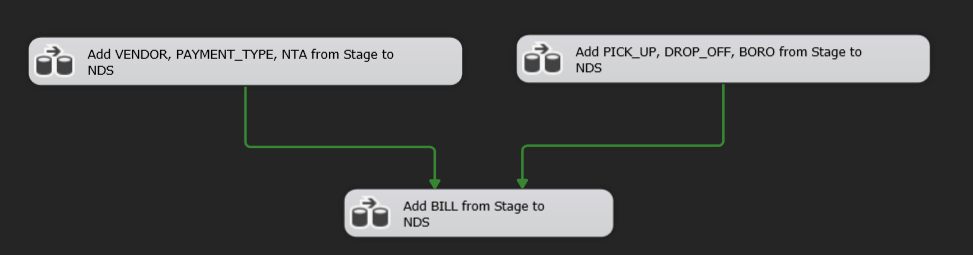 Add VENDOR, PAYMENT_TYPE, NTA from Stage to
NDS
Add PICK_UP, DROP_OFF, BORO from Stage to
NDS
Add BILL from Stage to
NDS